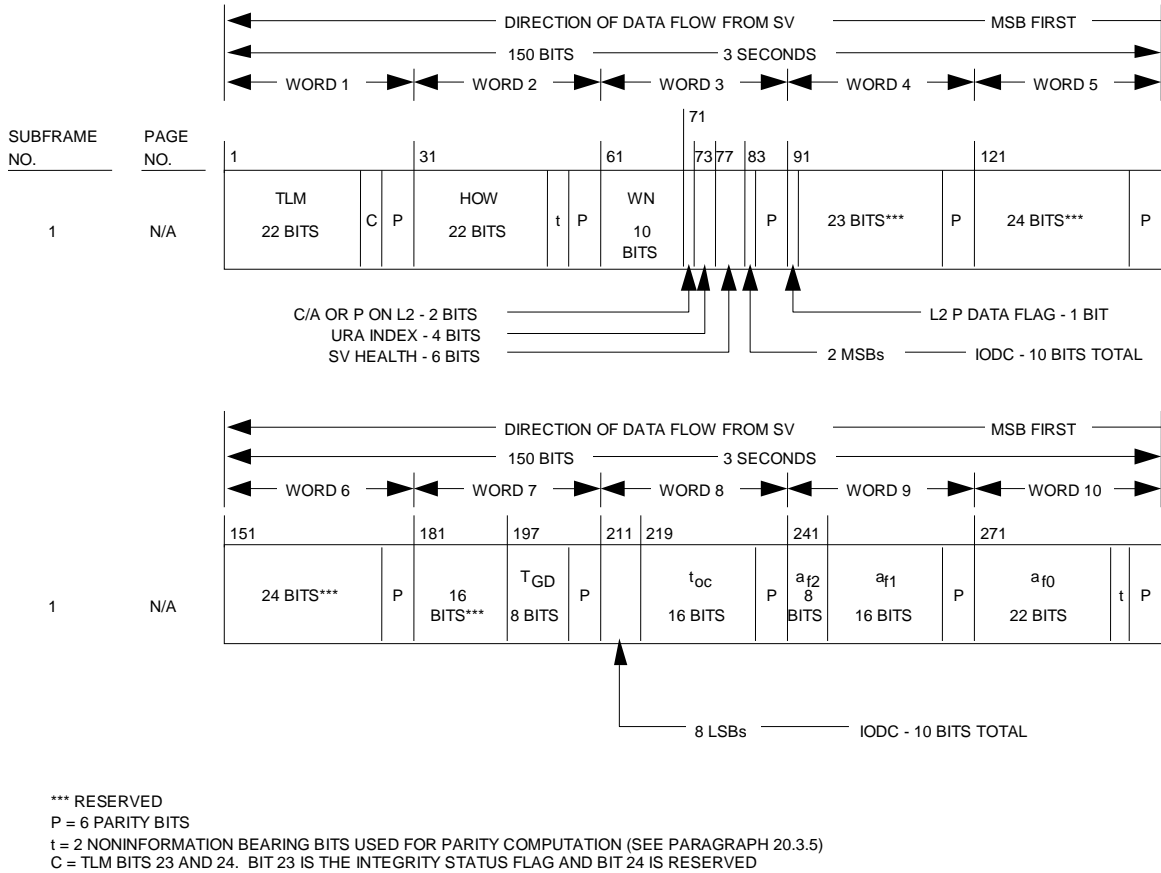 DIRECTION OF DATA FLOW FROM SV MSB FIRST
150 BITS 3 SECONDS
WORD 1 WORD 2 WORD 3 WORD 4 WORD 5
SUBFRAME NO.
PAGE NO.
71
1 31 61 73 77 83 91 121
1
N/A
TLM
22 BITS
C
P
HOW
22 BITS
t
P
WN
10
BITS
P
23 BITS***
P
24 BITS***
P
C/A OR P ON L2 - 2 BITS
URA INDEX - 4 BITS
SV HEALTH - 6 BITS
L2 P DATA FLAG - 1 BIT
2 MSBs IODC - 10 BITS TOTAL
DIRECTION OF DATA FLOW FROM SV MSB FIRST
150 BITS 3 SECONDS
WORD 6 WORD 7 WORD 8 WORD 9 WORD 10
151 181 197 211 219 241 271
1
N/A
24 BITS***
P
16
BITS***
TGD
8 BITS
P
toc
16 BITS
P
af2
8
BITS
af1
16 BITS
P
af0
22 BITS
t
P
8 LSBs IODC - 10 BITS TOTAL
*** RESERVED
P = 6 PARITY BITS
t = 2 NONINFORMATION BEARING BITS USED FOR PARITY COMPUTATION (SEE PARAGRAPH 20.3.5)
C = TLM BITS 23 AND 24. BIT 23 IS THE INTEGRITY STATUS FLAG AND BIT 24 IS RESERVED